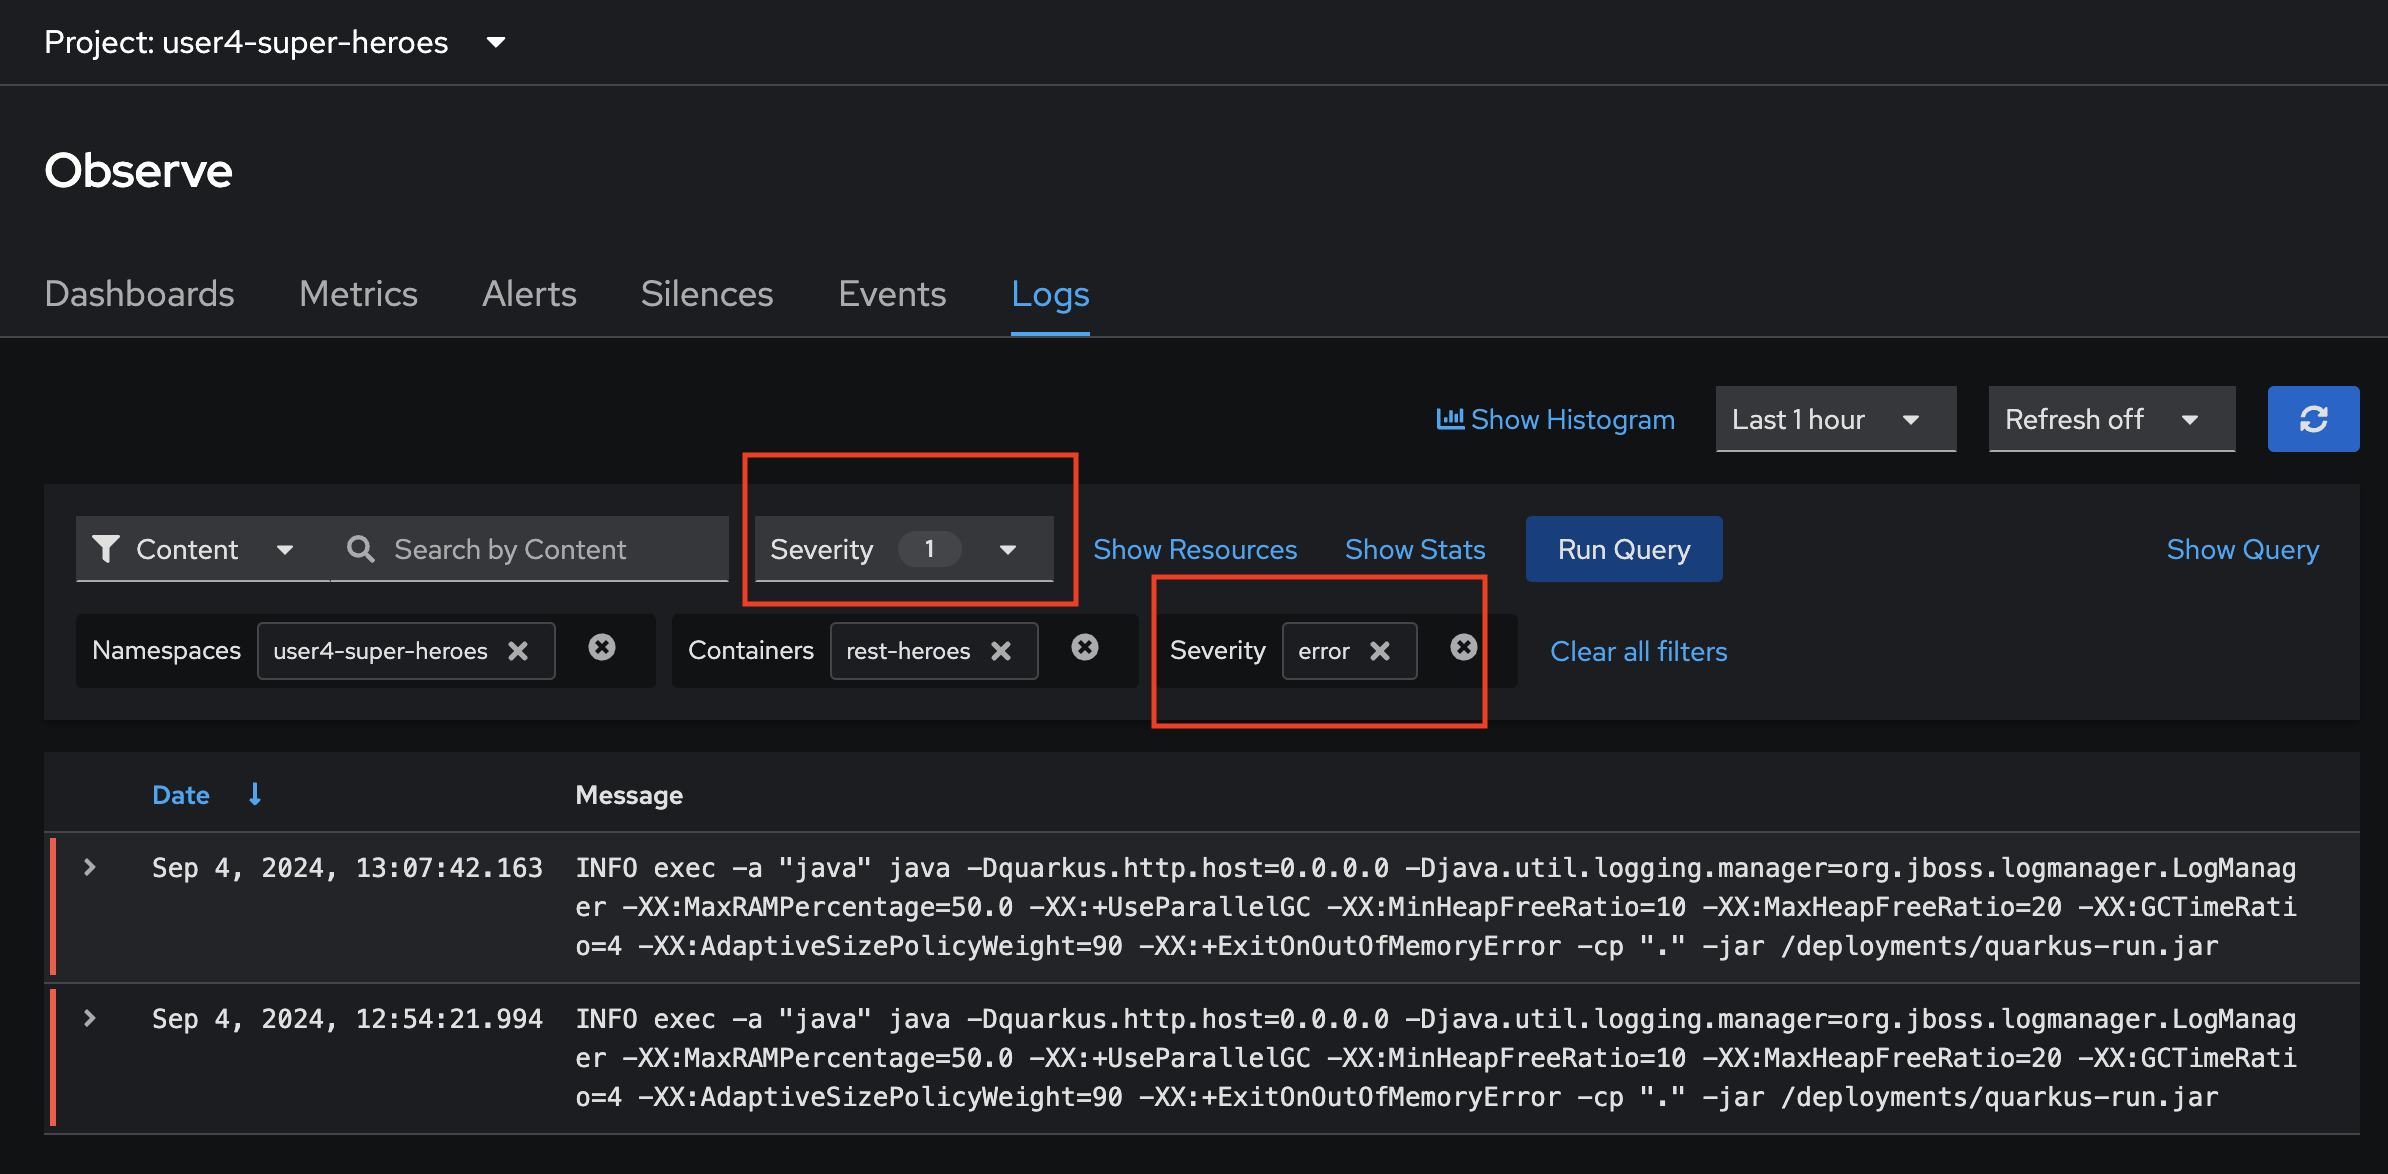 Project: user4-super-heroes
Observe
Dashboards Metrics Alerts Silences Events Logs
Show Histogram Last 1 hour Refresh off
Content Search by Content Severity 1 Show Resources Show Stats Run Query Show Query
Namespaces user4-super-heroes Containers rest-heroes Severity error Clear all filters
Date Message
Sep 4, 2024, 13:07:42.163 INFO exec -a "java" java -Dquarkus.http.host=0.0.0.0 -Djava.util.logging.manager=org.jboss.logmanager.LogManag
er -XX:MaxRAMPercentage=50.0 -XX:+UseParallelGC -XX:MinHeapFreeRatio=10 -XX:MaxHeapFreeRatio=20 -XX:GCTimeRati
o=4 -XX:AdaptiveSizePolicyWeight=90 -XX:+ExitOnOutOfMemoryError -cp "." -jar /deployments/quarkus-run.jar
Sep 4, 2024, 12:54:21.994 INFO exec -a "java" java -Dquarkus.http.host=0.0.0.0 -Djava.util.logging.manager=org.jboss.logmanager.LogManag
er -XX:MaxRAMPercentage=50.0 -XX:+UseParallelGC -XX:MinHeapFreeRatio=10 -XX:MaxHeapFreeRatio=20 -XX:GCTimeRati
o=4 -XX:AdaptiveSizePolicyWeight=90 -XX:+ExitOnOutOfMemoryError -cp "." -jar /deployments/quarkus-run.jar